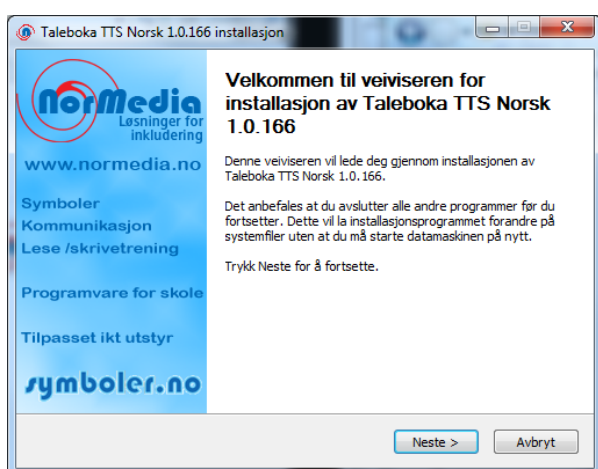 Taleboka TTS Norsk 1.0.166 installasjon
NorMedia
Løsninger for
inkludering
www.normedia.no
Symboler
Kommunikasjon
Lese /skrivetrening
Programvare for skole
Tilpasset ikt utstyr
symboler.no
Velkommen til veiviseren for
installasjon av Taleboka TTS Norsk
1.0.166
Denne veiviseren vil lede deg gjennom installasjonen av
Taleboka TTS Norsk 1.0.166.
Det anbefales at du avslutter alle andre programmer før du
fortsetter. Dette vil la installasjonsprogrammet forandre på
systemfiler uten at du må starte datamaskinen på nytt.
Trykk Neste for å fortsette.
Neste >
Avbryt